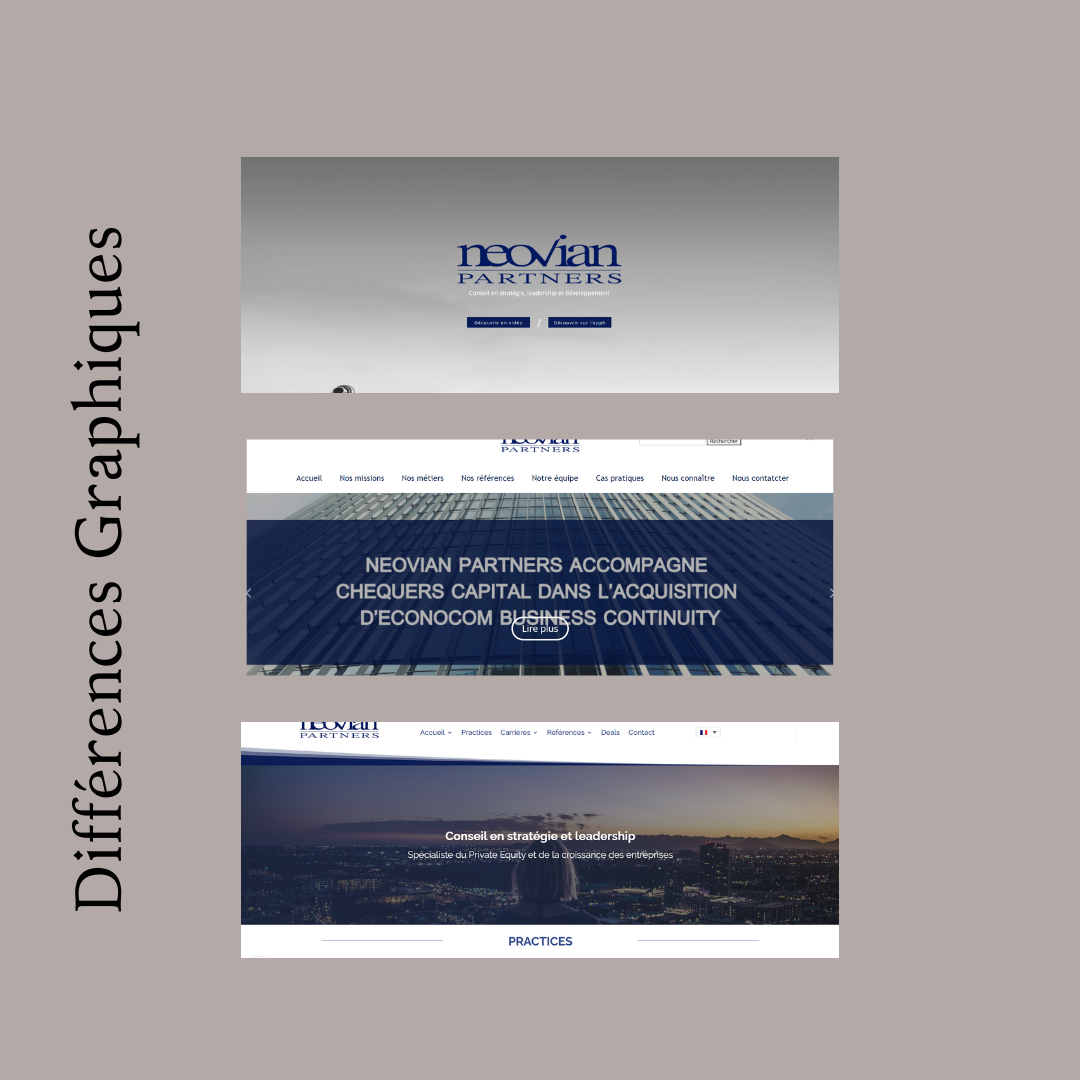 Différences Graphiques
neovian
PARTNERS
Conseil en stratégie, leadership et développement
Découvrir en vidéo / Découvrir sur l'appli
neovian
PARTNERS
Rechercher
Accueil Nos missions Nos métiers Nos références Notre équipe Cas pratiques Nous connaître Nous contatcter
NEOVIAN PARTNERS ACCOMPAGNE
CHEQUERS CAPITAL DANS L'ACQUISITION
D'ECONOCOM BUSINESS CONTINUITY
Lire plus
neovian
PARTNERS
Accueil Practices Carrières Références Deals Contact
Conseil en stratégie et leadership
Spécialiste du Private Equity et de la croissance des entreprises
PRACTICES